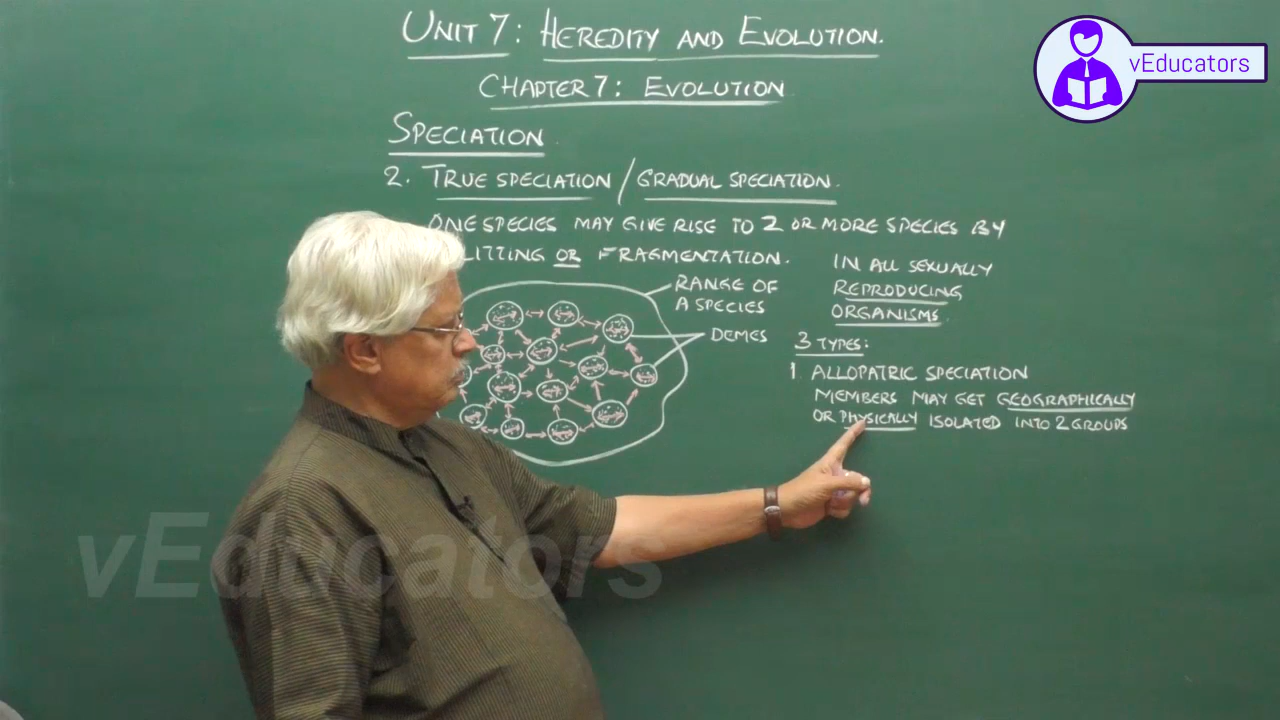 UNIT 7: HEREDITY AND EVOLUTION.
CHAPTER 7: EVOLUTION
SPECIATION
2. TRUE SPECIATION / GRADUAL SPECIATION.
ONE SPECIES MAY GIVE RISE TO 2 OR MORE SPECIES BY
LITTING OR FRAGMENTATION.
RANGE OF
A SPECIES
DEMES
IN ALL SEXUALLY
REPRODUCING
ORGANISMS.
3 TYPES:
1. ALLOPATRIC SPECIATION
MEMBERS MAY GET GEOGRAPHICALLY
OR PHYSICALLY ISOLATED INTO 2 GROUPS
vEducators
vEducators